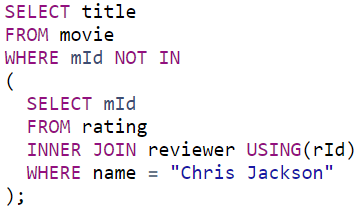 SELECT title
FROM movie
WHERE mId NOT IN
(
  SELECT mId
  FROM rating
  INNER JOIN reviewer USING(rId)
  WHERE name = "Chris Jackson"
);